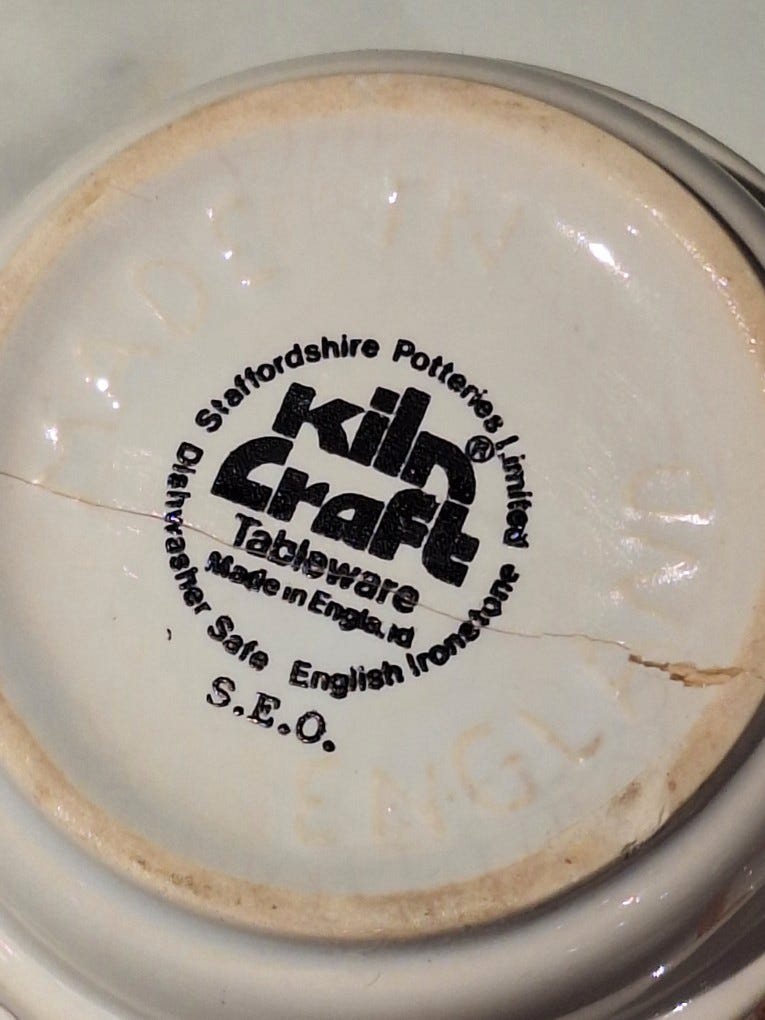 MADE IN
ENGLAND
Staffordshire Potteries Limited
Kiln
Craft®
Tableware
Made in England
Dishwasher Safe English Ironstone
S.E.O.